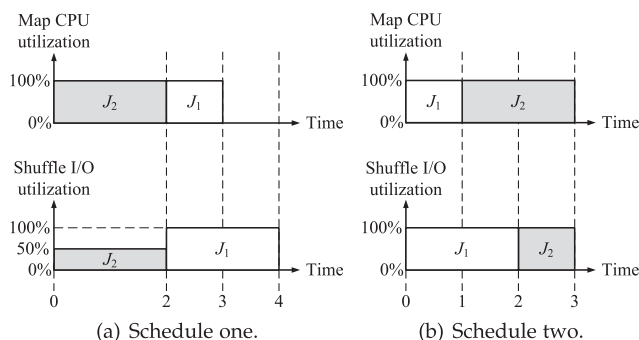 Map CPU
utilization
100%
0%
J2
J1
Time
Shuffle I/O
utilization
100%
50%
0%
J2
J1
Time
0
2
3
4
(a) Schedule one.
Map CPU
utilization
100%
0%
J1
J2
Time
Shuffle I/O
utilization
100%
0%
J1
J2
Time
0
1
2
3
(b) Schedule two.